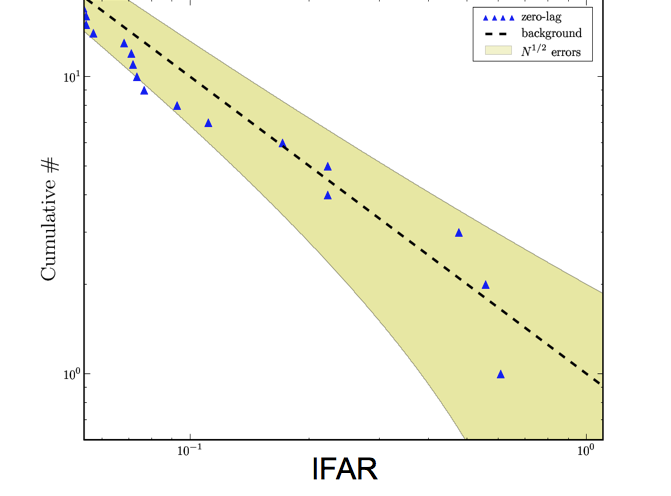 zero-lag
background
N^{1/2} errors
10^1
Cumulative #
10^0
10^{-1}
10^0
IFAR